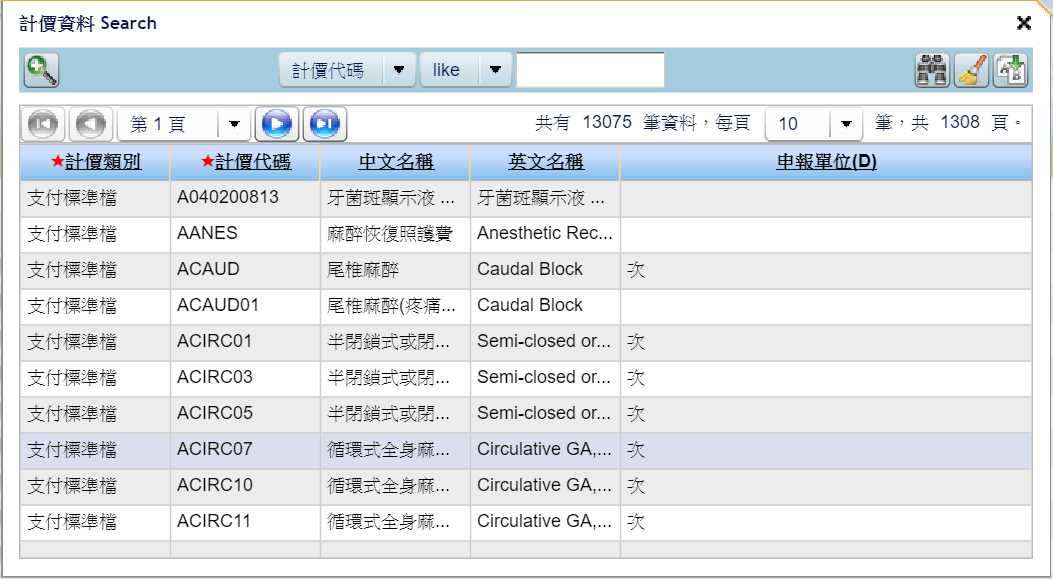 計價資料 Search
計價代碼 like
第 1 頁 共有 13075 筆資料，每頁 10 筆，共 1308 頁。
★計價類別 ★計價代碼 中文名稱 英文名稱 申報單位(D)
支付標準檔 A040200813 牙菌斑顯示液 ... 牙菌斑顯示液 ...
支付標準檔 AANES 麻醉恢復照護費 Anesthetic Rec...
支付標準檔 ACAUD 尾椎麻醉 Caudal Block 次
支付標準檔 ACAUD01 尾椎麻醉(疼痛... Caudal Block
支付標準檔 ACIRC01 半閉鎖式或閉... Semi-closed or... 次
支付標準檔 ACIRC03 半閉鎖式或閉... Semi-closed or... 次
支付標準檔 ACIRC05 半閉鎖式或閉... Semi-closed or... 次
支付標準檔 ACIRC07 循環式全身麻... Circulative GA,... 次
支付標準檔 ACIRC10 循環式全身麻... Circulative GA,... 次
支付標準檔 ACIRC11 循環式全身麻... Circulative GA,... 次